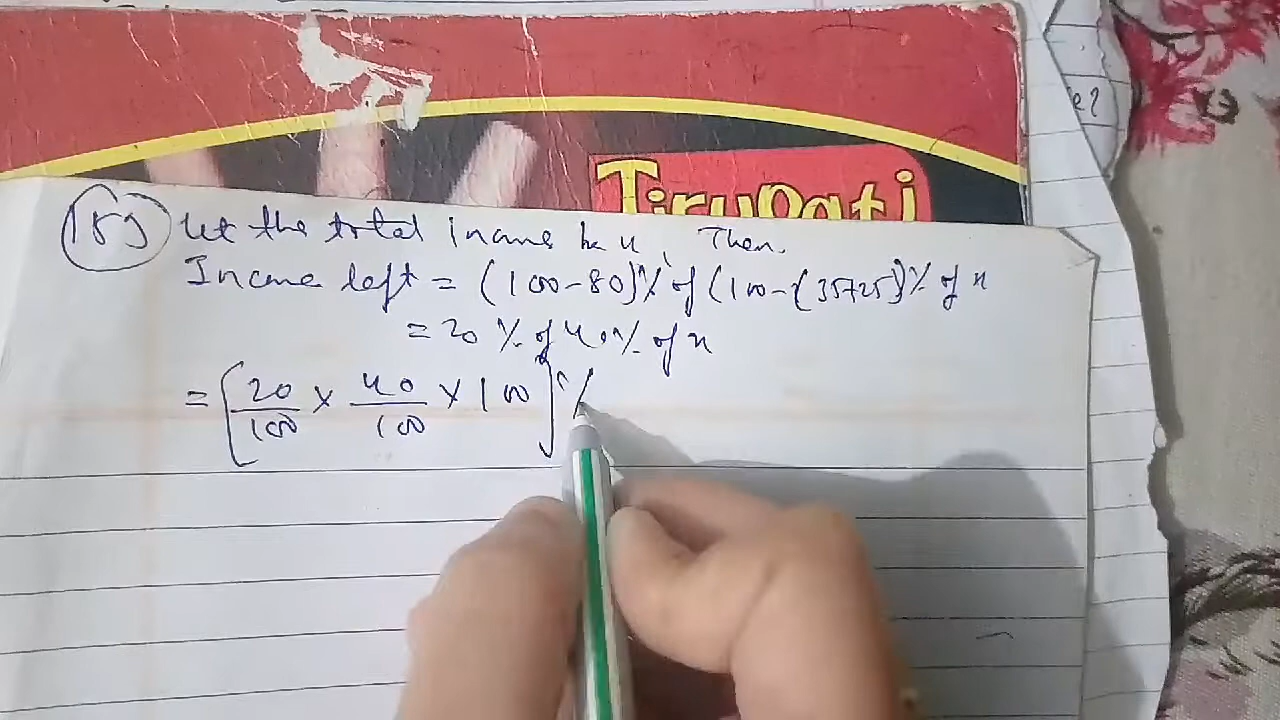 Tirupati
e?
185) Let the total income be x, Then,
Income left = (100-80)% of (100-(35+25))% of x
= 20% of 40% of x
= [20/100 × 40/100 × 100]%